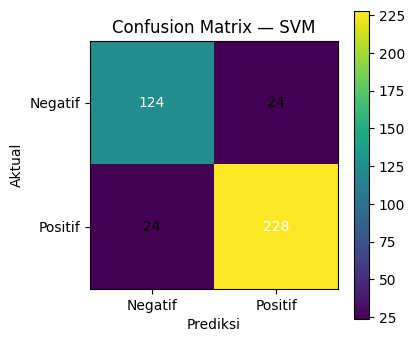 Confusion Matrix — SVM
Aktual
Negatif
124
24
Positif
24
228
Negatif
Positif
Prediksi
225
200
175
150
125
100
75
50
25